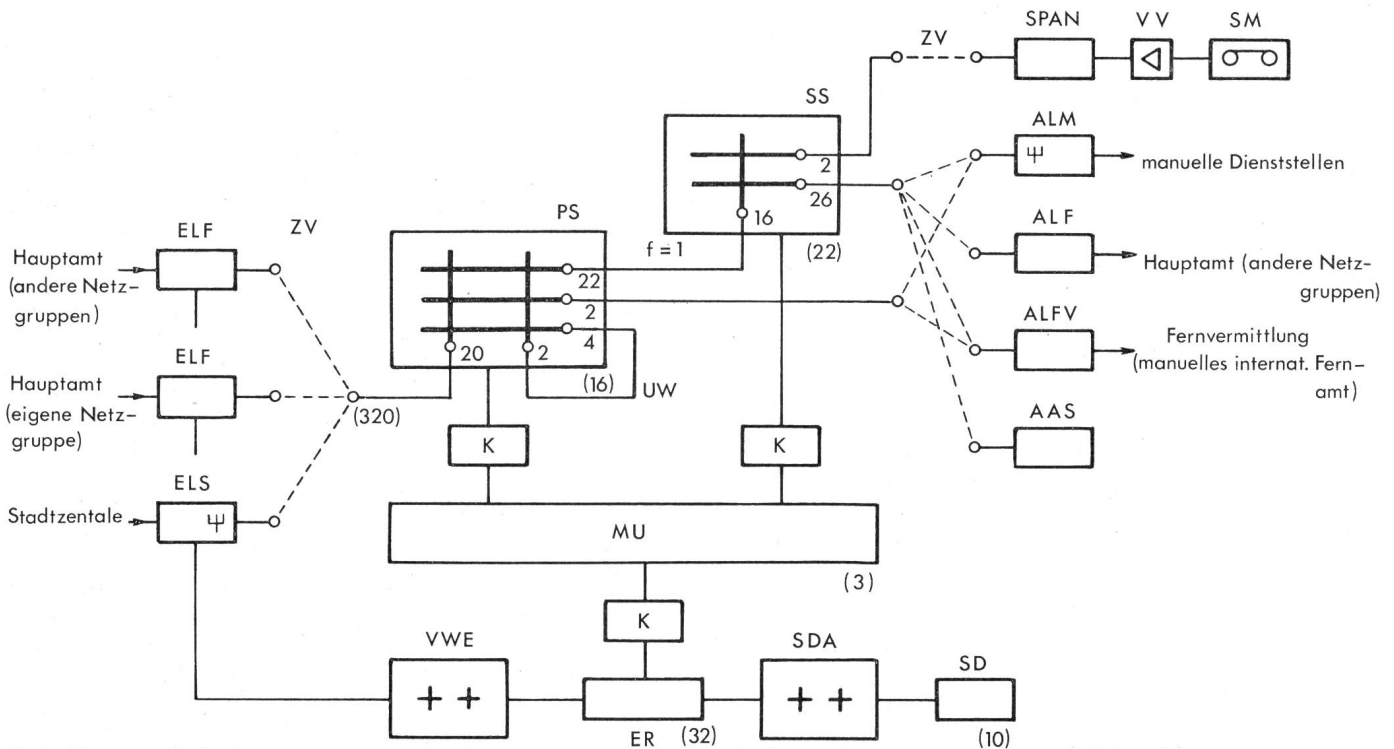 SPAN
VV
SM
ZV
SS
2
26
16
(22)
ALM
manuelle Dienststellen
ALF
Hauptamt (andere Netz-
gruppen)
ALFV
Fernvermittlung
(manuelles internat. Fern-
amt)
AAS
ELF
ZV
Hauptamt
(andere Netz-
gruppen)
PS
f=1
22
2
4
20
2
(16)
UW
ELF
Hauptamt
(eigene Netz-
gruppe)
(320)
K
K
ELS
Stadtzentale
MU
(3)
K
VWE
SDA
SD
ER
(32)
(10)